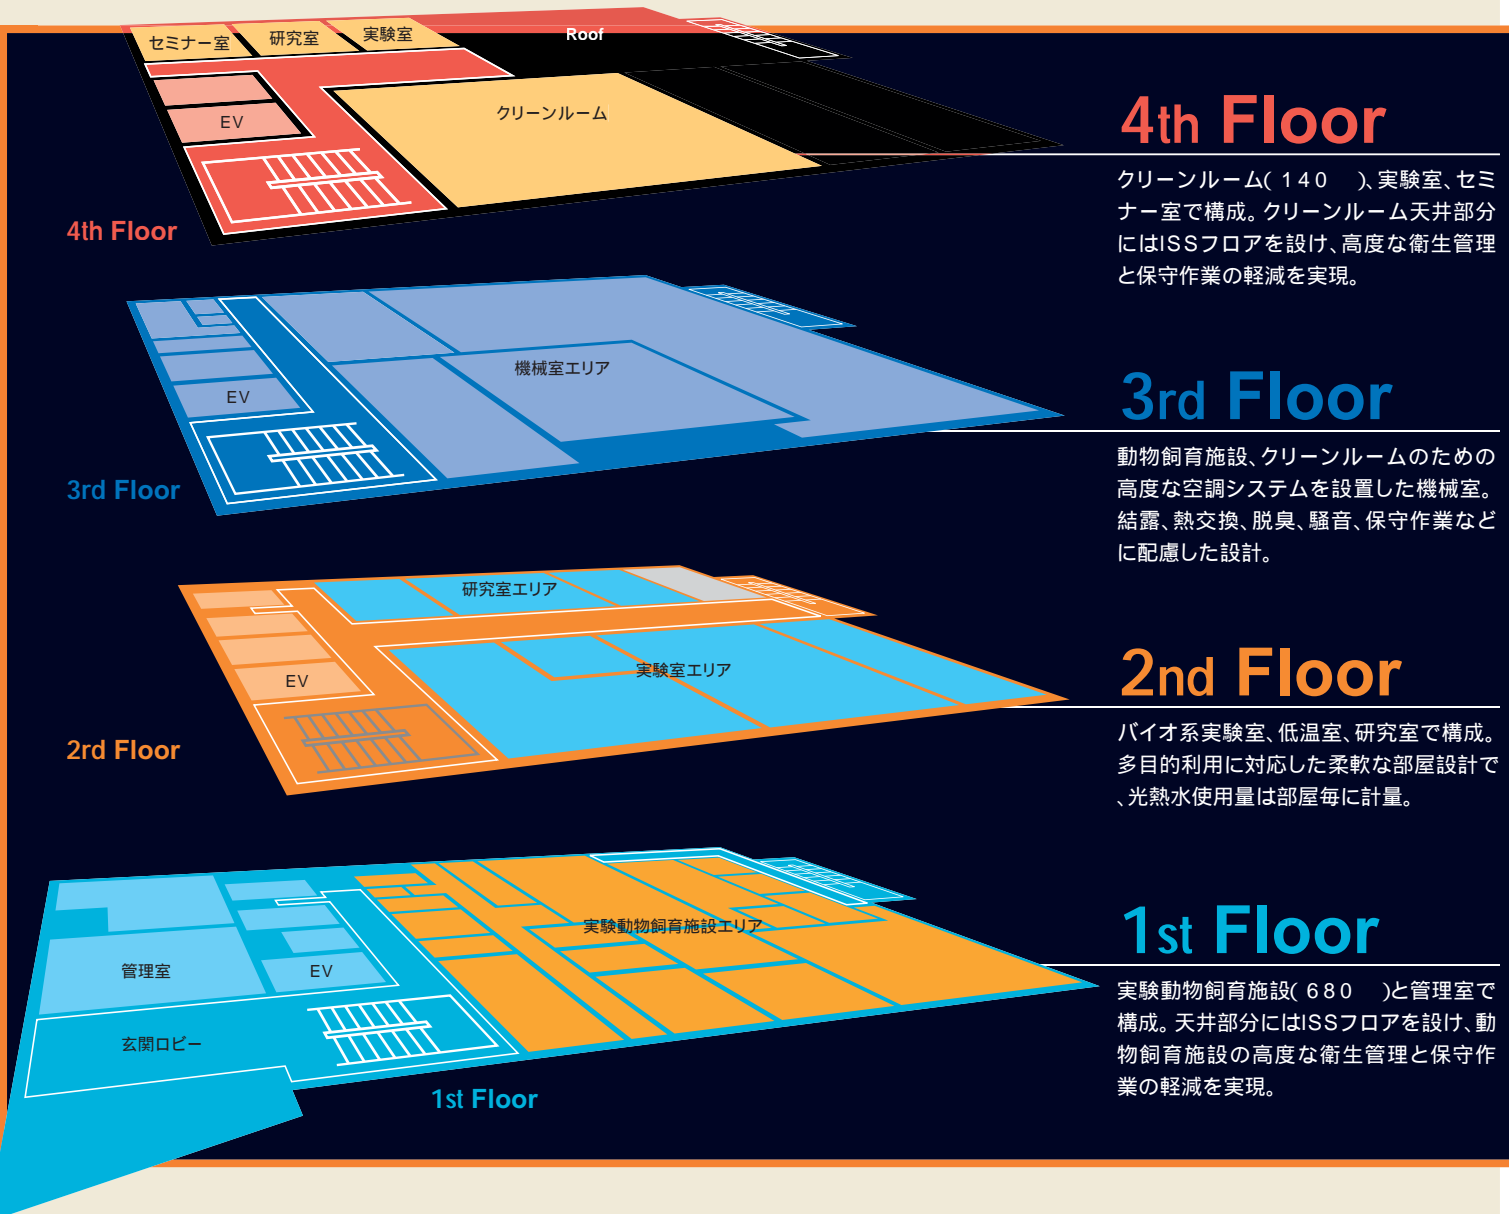 セミナー室
研究室
実験室
Roof
EV
クリーンルーム
4th Floor
4th Floor
クリーンルーム( 140　)、実験室、セミ
ナー室で構成。クリーンルーム天井部分
にはISSフロアを設け、高度な衛生管理
と保守作業の軽減を実現。
機械室エリア
EV
3rd Floor
3rd Floor
動物飼育施設、クリーンルームのための
高度な空調システムを設置した機械室。
結露、熱交換、脱臭、騒音、保守作業など
に配慮した設計。
研究室エリア
実験室エリア
EV
2rd Floor
2nd Floor
バイオ系実験室、低温室、研究室で構成。
多目的利用に対応した柔軟な部屋設計で
、光熱水使用量は部屋毎に計量。
実験動物飼育施設エリア
管理室
EV
玄関ロビー
1st Floor
1st Floor
実験動物飼育施設( 680　)と管理室で
構成。天井部分にはISSフロアを設け、動
物飼育施設の高度な衛生管理と保守作
業の軽減を実現。